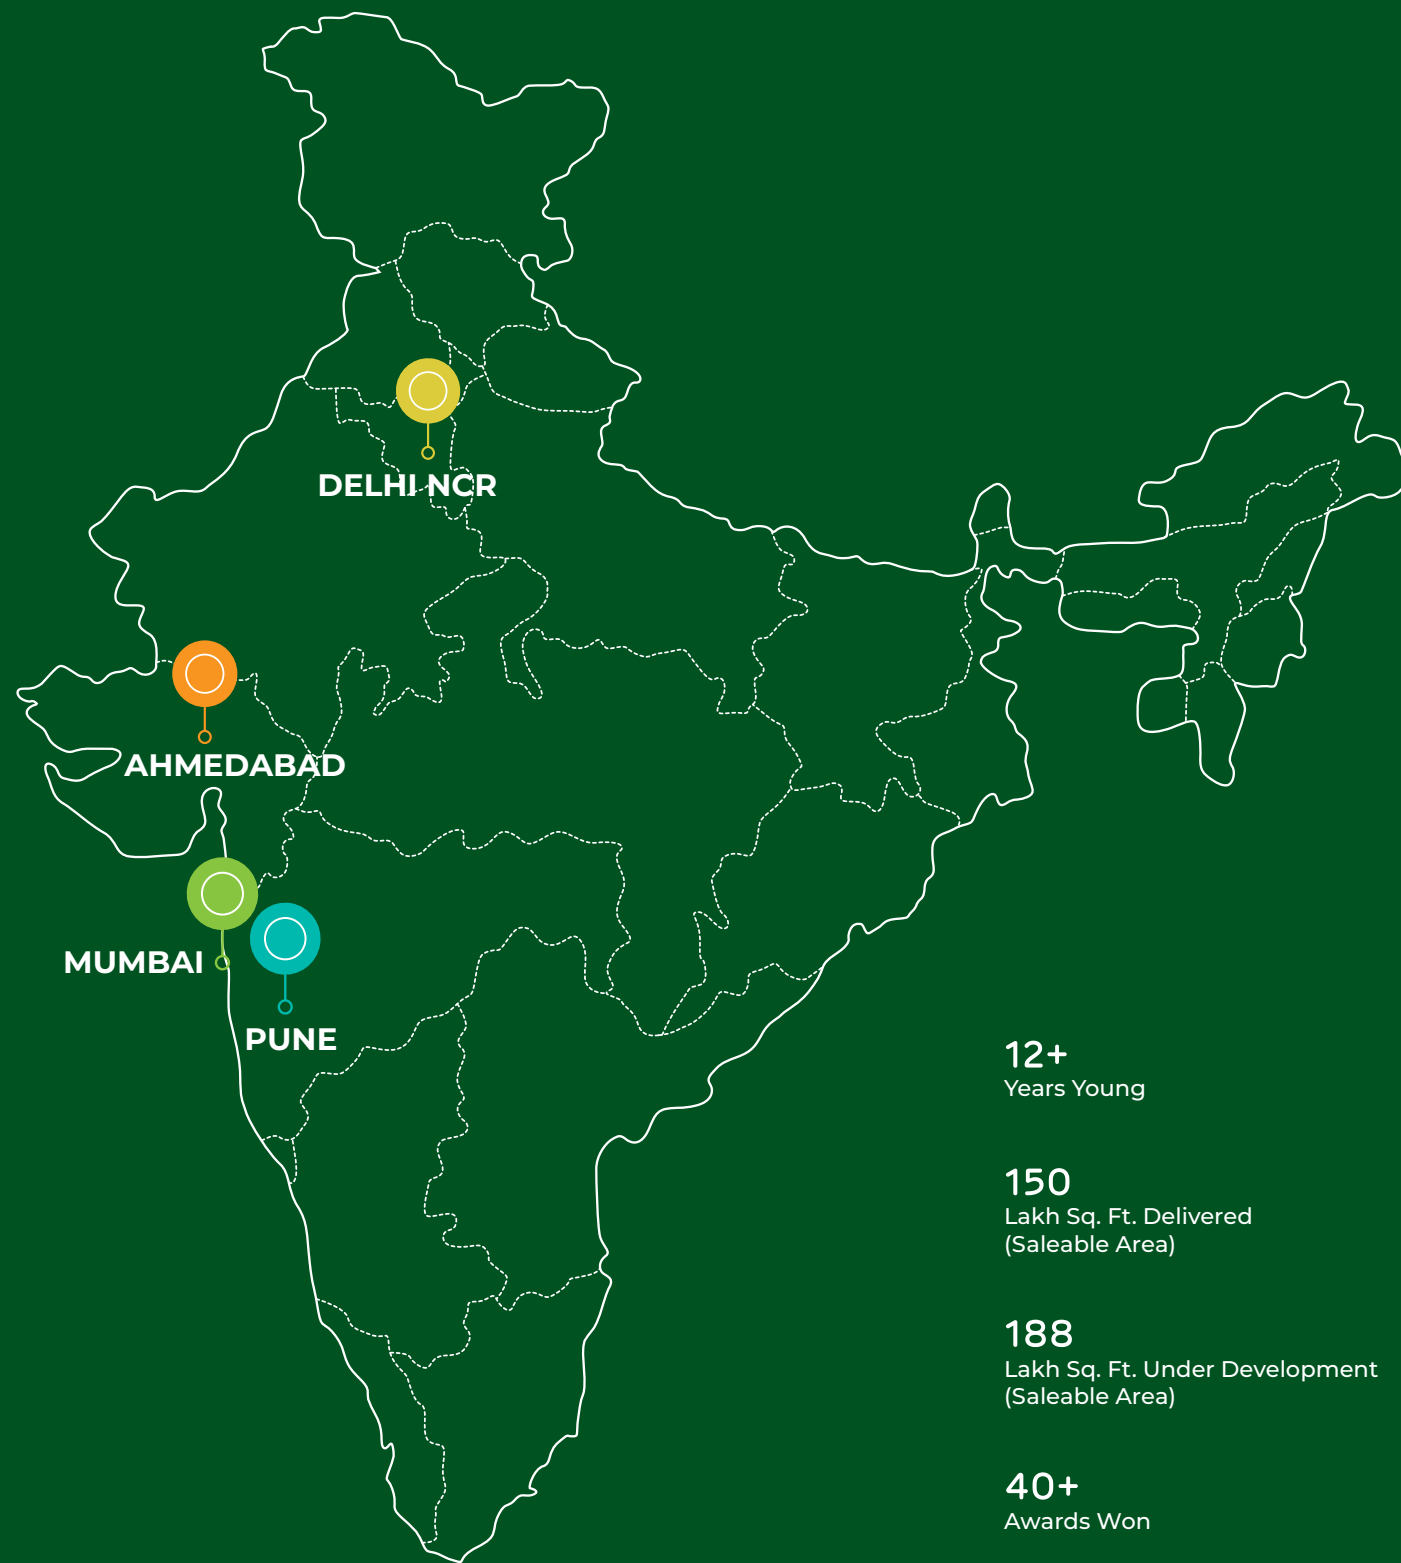 DELHI NCR
AHMEDABAD
MUMBAI
PUNE
12+
Years Young
150
Lakh Sq. Ft. Delivered
(Saleable Area)
188
Lakh Sq. Ft. Under Development
(Saleable Area)
40+
Awards Won